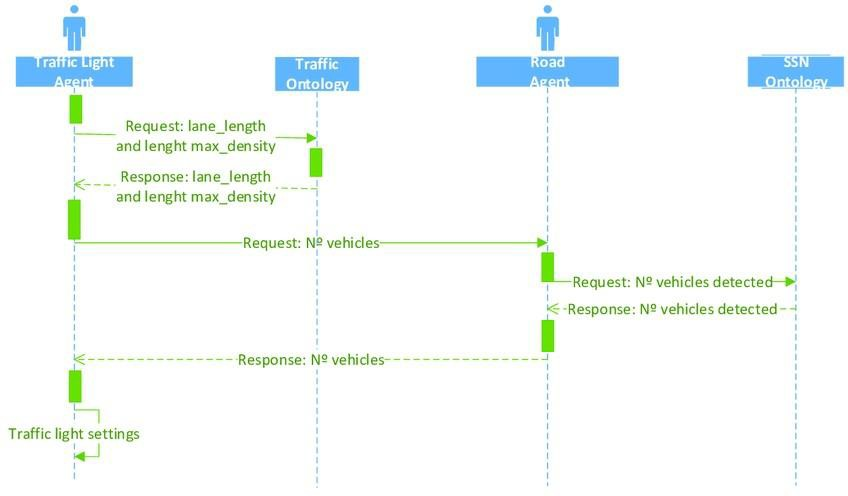 Traffic Light
Agent
Traffic
Ontology
Road
Agent
SSN
Ontology
Request: lane_length
and lenght max_density
Response: lane_length
and lenght max_density
Request: Nº vehicles
Request: Nº vehicles detected
Response: Nº vehicles detected
Response: Nº vehicles
Traffic light settings